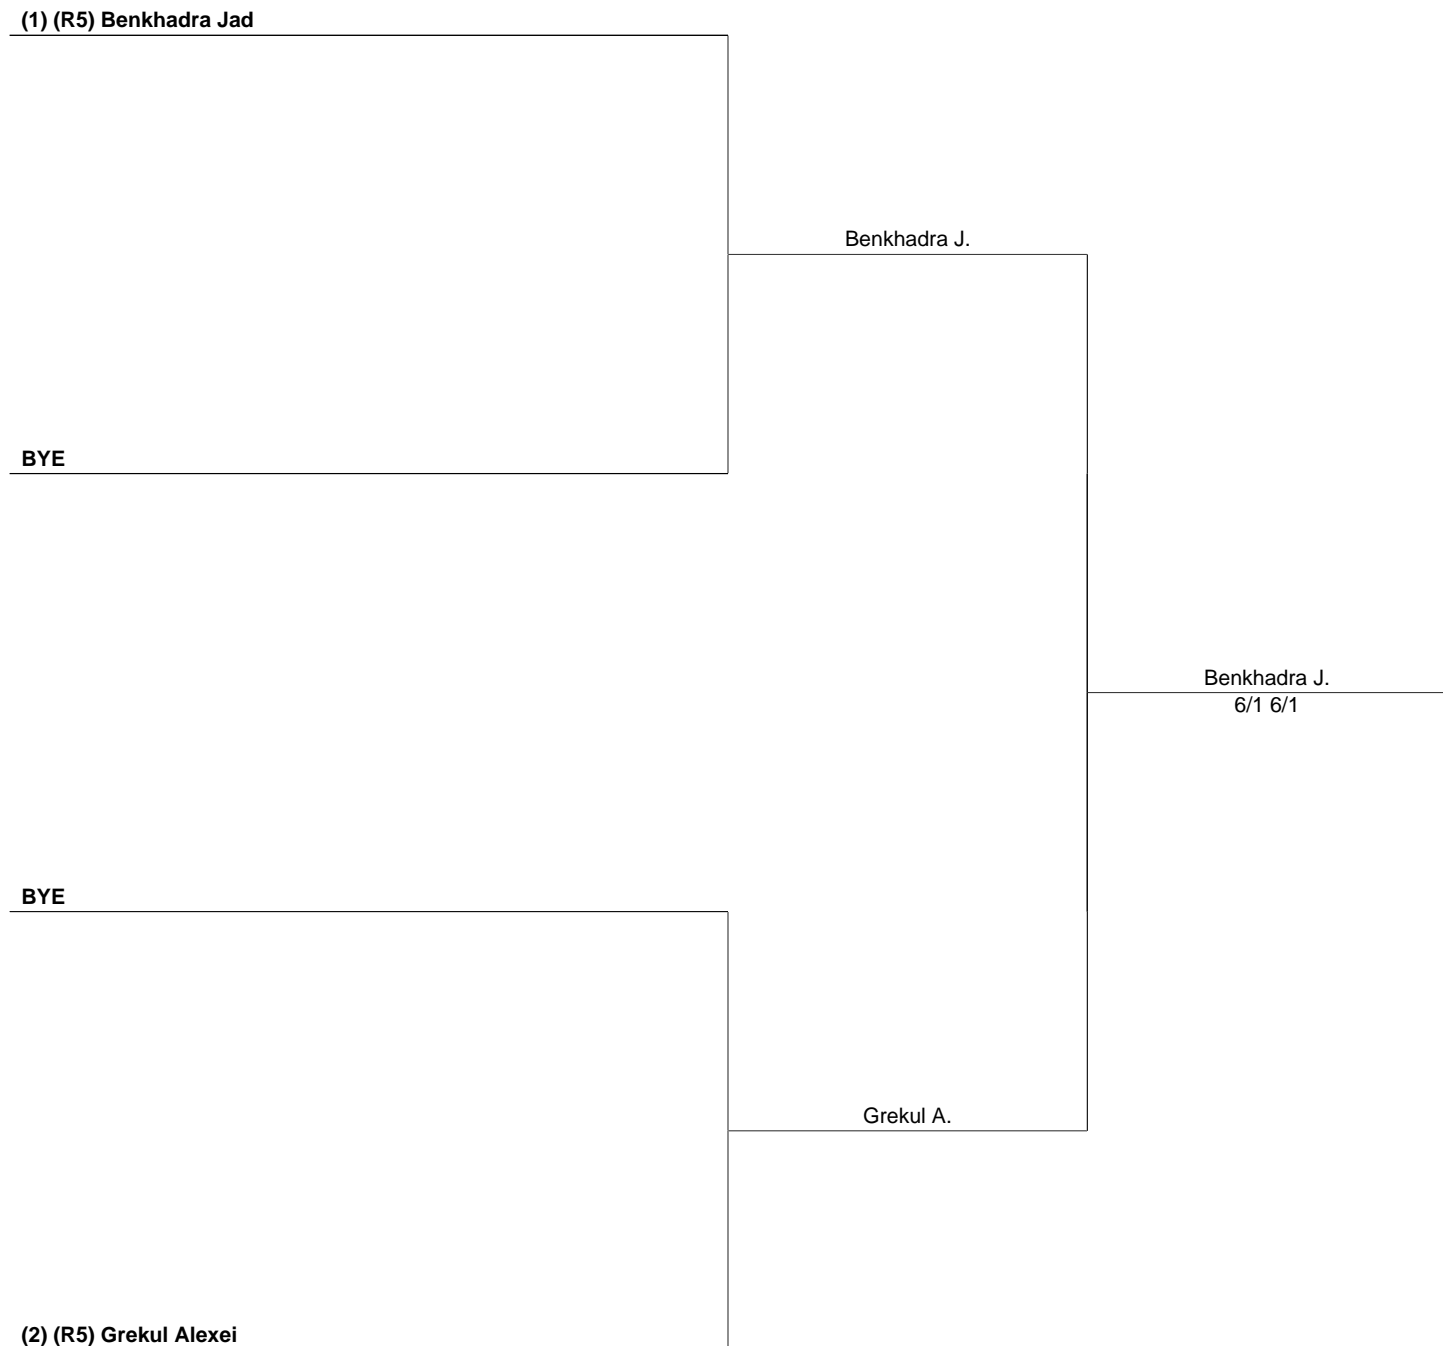 (1) (R5) Benkhadra Jad
Benkhadra J.
BYE
Benkhadra J.
6/1 6/1
BYE
Grekul A.
(2) (R5) Grekul Alexei